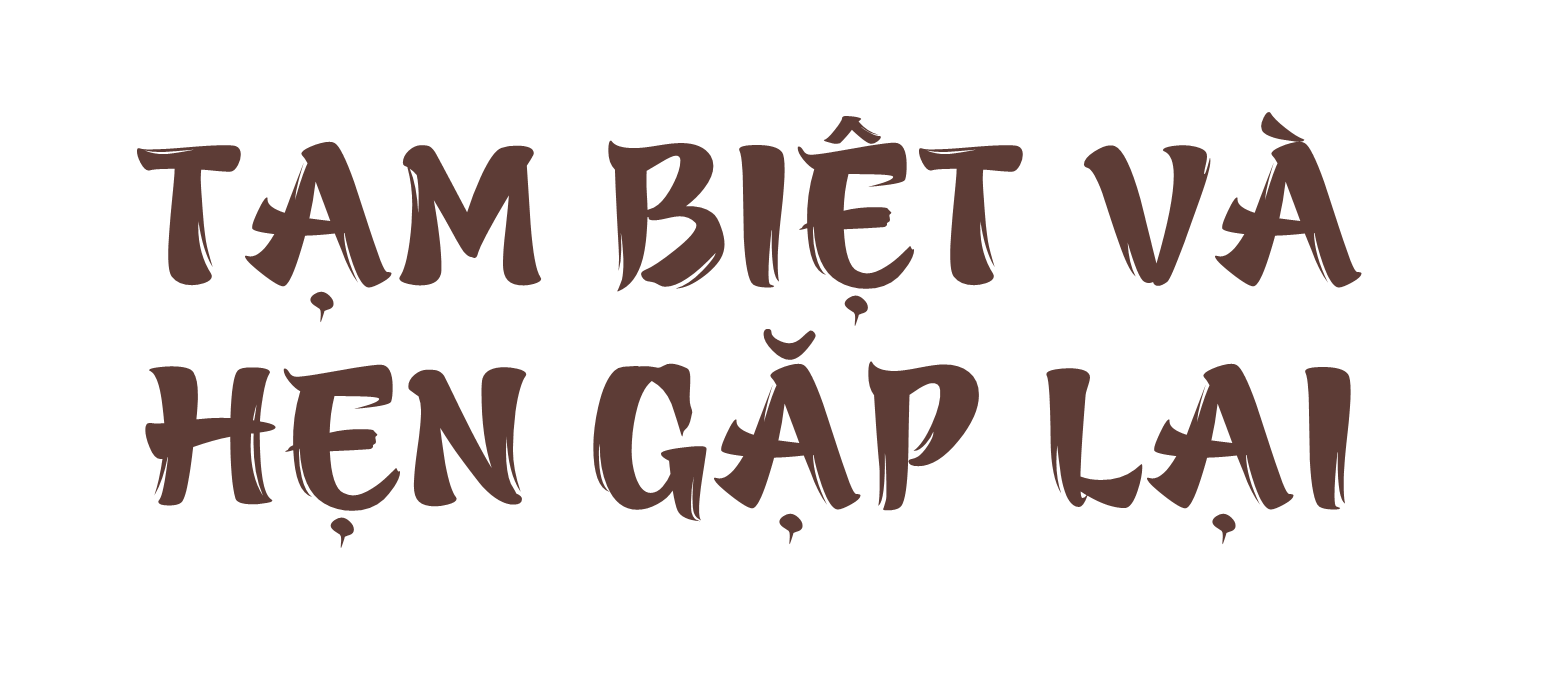 TẠM BIỆT VÀ
HẸN GẶP LẠI